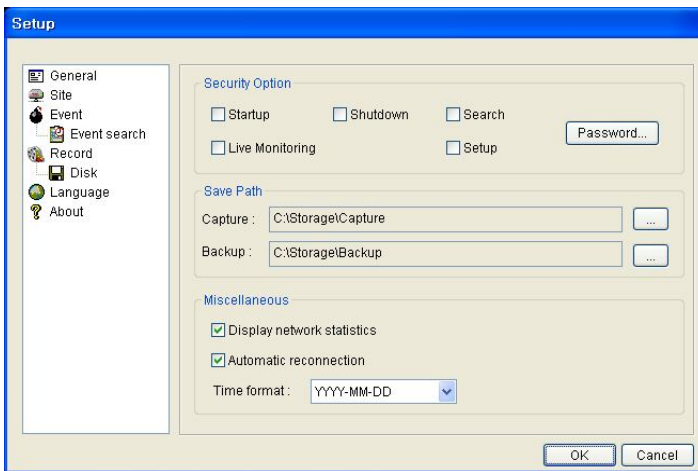 Setup
General
Site
Event
Event search
Record
Disk
Language
About
Security Option
Startup Shutdown Search
Password...
Live Monitoring Setup
Save Path
Capture : C:\Storage\Capture ...
Backup : C:\Storage\Backup ...
Miscellaneous
Display network statistics
Automatic reconnection
Time format : YYYY-MM-DD
OK Cancel